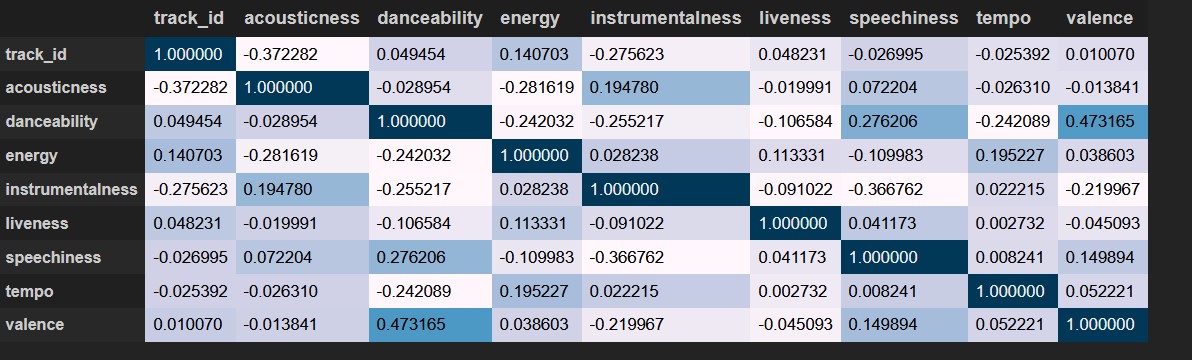 track_id acousticness danceability energy instrumentalness liveness speechiness tempo valence
track_id 1.000000 -0.372282 0.049454 0.140703 -0.275623 0.048231 -0.026995 -0.025392 0.010070
acousticness -0.372282 1.000000 -0.028954 -0.281619 0.194780 -0.019991 0.072204 -0.026310 -0.013841
danceability 0.049454 -0.028954 1.000000 -0.242032 -0.255217 -0.106584 0.276206 -0.242089 0.473165
energy 0.140703 -0.281619 -0.242032 1.000000 0.028238 0.113331 -0.109983 0.195227 0.038603
instrumentalness -0.275623 0.194780 -0.255217 0.028238 1.000000 -0.091022 -0.366762 0.022215 -0.219967
liveness 0.048231 -0.019991 -0.106584 0.113331 -0.091022 1.000000 0.041173 0.002732 -0.045093
speechiness -0.026995 0.072204 0.276206 -0.109983 -0.366762 0.041173 1.000000 0.008241 0.149894
tempo -0.025392 -0.026310 -0.242089 0.195227 0.022215 0.002732 0.008241 1.000000 0.052221
valence 0.010070 -0.013841 0.473165 0.038603 -0.219967 -0.045093 0.149894 0.052221 1.000000